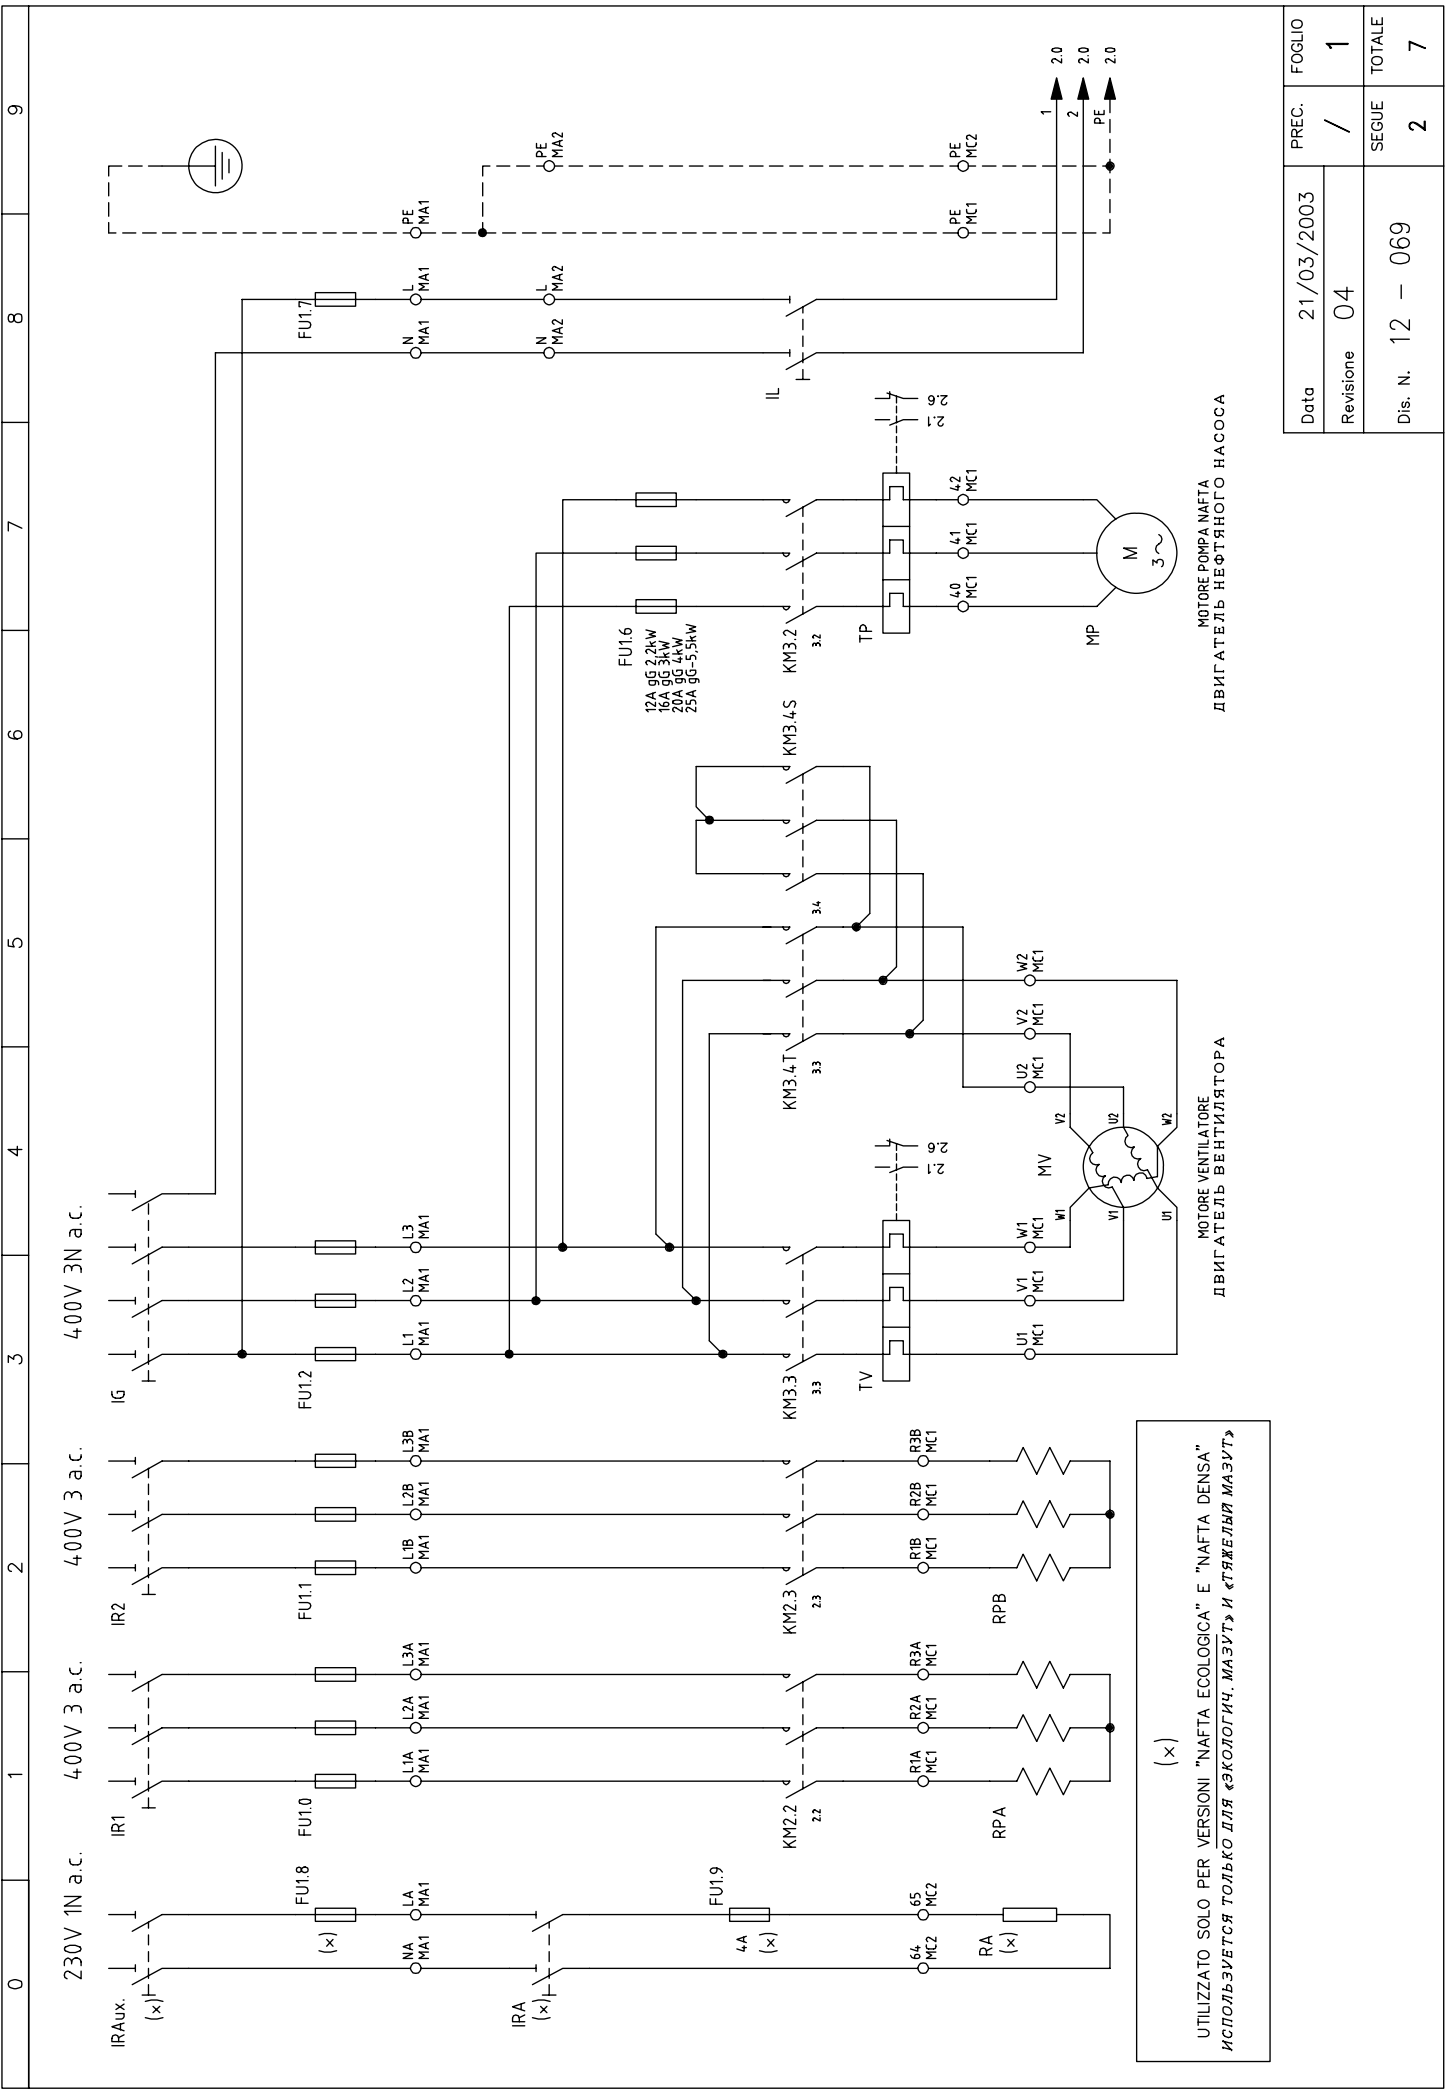 0 1 2 3 4 5 6 7 8 9
230V 1N a.c.
400V 3 a.c.
400V 3 a.c.
400V 3N a.c.
IRAux.
(x)
IR1
IR2
IG
FU1.8
(x)
FU1.0
FU1.1
FU1.2
FU1.7
NA
MA1
LA
MA1
L1A
MA1
L2A
MA1
L3A
MA1
L1B
MA1
L2B
MA1
L3B
MA1
L1
MA1
L2
MA1
L3
MA1
N
MA1
L
MA1
PE
MA1
IRA
(x)
N
MA2
L
MA2
PE
MA2
FU1.9
4A
(x)
FU1.6
12A gG 2,2kW
16A gG 3kW
20A gG 4kW
25A gG-5,5kW
KM2.2
2.2
KM2.3
2.3
KM3.3
3.3
KM3.4T
3.3
3.4
KM3.4S
KM3.2
3.2
IL
TV
2.1
2.6
TP
2.1
2.6
64
MC2
65
MC2
R1A
MC1
R2A
MC1
R3A
MC1
R1B
MC1
R2B
MC1
R3B
MC1
40
MC1
41
MC1
42
MC1
PE
MC1
PE
MC2
RA
(x)
RPA
RPB
U1
MC1
V1
MC1
W1
MC1
U2
MC1
V2
MC1
W2
MC1
MV
W1
V1
U1
V2
U2
W2
MP
M
3~
1
2.0
2
2.0
PE
2.0
MOTORE VENTILATORE
ДВИГАТЕЛЬ ВЕНТИЛЯТОРА
MOTORE POMPA NAFTA
ДВИГАТЕЛЬ НЕФТЯНОГО НАСОСА
(x)
UTILIZZATO SOLO PER VERSIONI "NAFTA ECOLOGICA" E "NAFTA DENSA"
ИСПОЛЬЗУЕТСЯ ТОЛЬКО ДЛЯ «ЭКОЛОГИЧ. МАЗУТ» И «ТЯЖЕЛЫЙ МАЗУТ»
Data 21/03/2003
Revisione 04
Dis. N. 12 - 069
PREC.
/
FOGLIO
1
SEGUE
2
TOTALE
7